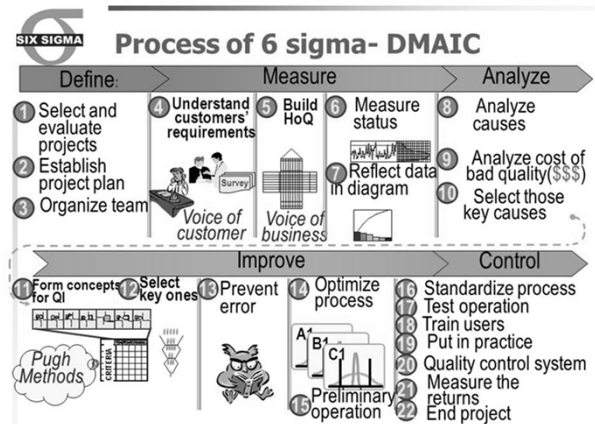 SIX SIGMA
Process of 6 sigma- DMAIC
Define:
Measure
Analyze
1 Select and
evaluate
projects
2 Establish
project plan
3 Organize team
4 Understand
customers'
requirements
Survey
Voice of
customer
5 Build
HoQ
Voice of
business
6 Measure
status
7 Reflect data
in diagram
8 Analyze
causes
9 Analyze cost of
bad quality($$$)
10 Select those
key causes
Improve
Control
11 Form concepts
for QI
12 Select
key ones
CRITERIA
Pugh
Methods
13 Prevent
error
14 Optimize
process
A1
B1
C1
15 Preliminary
operation
16 Standardize process
17 Test operation
18 Train users
19 Put in practice
20 Quality control system
21 Measure the
returns
22 End project